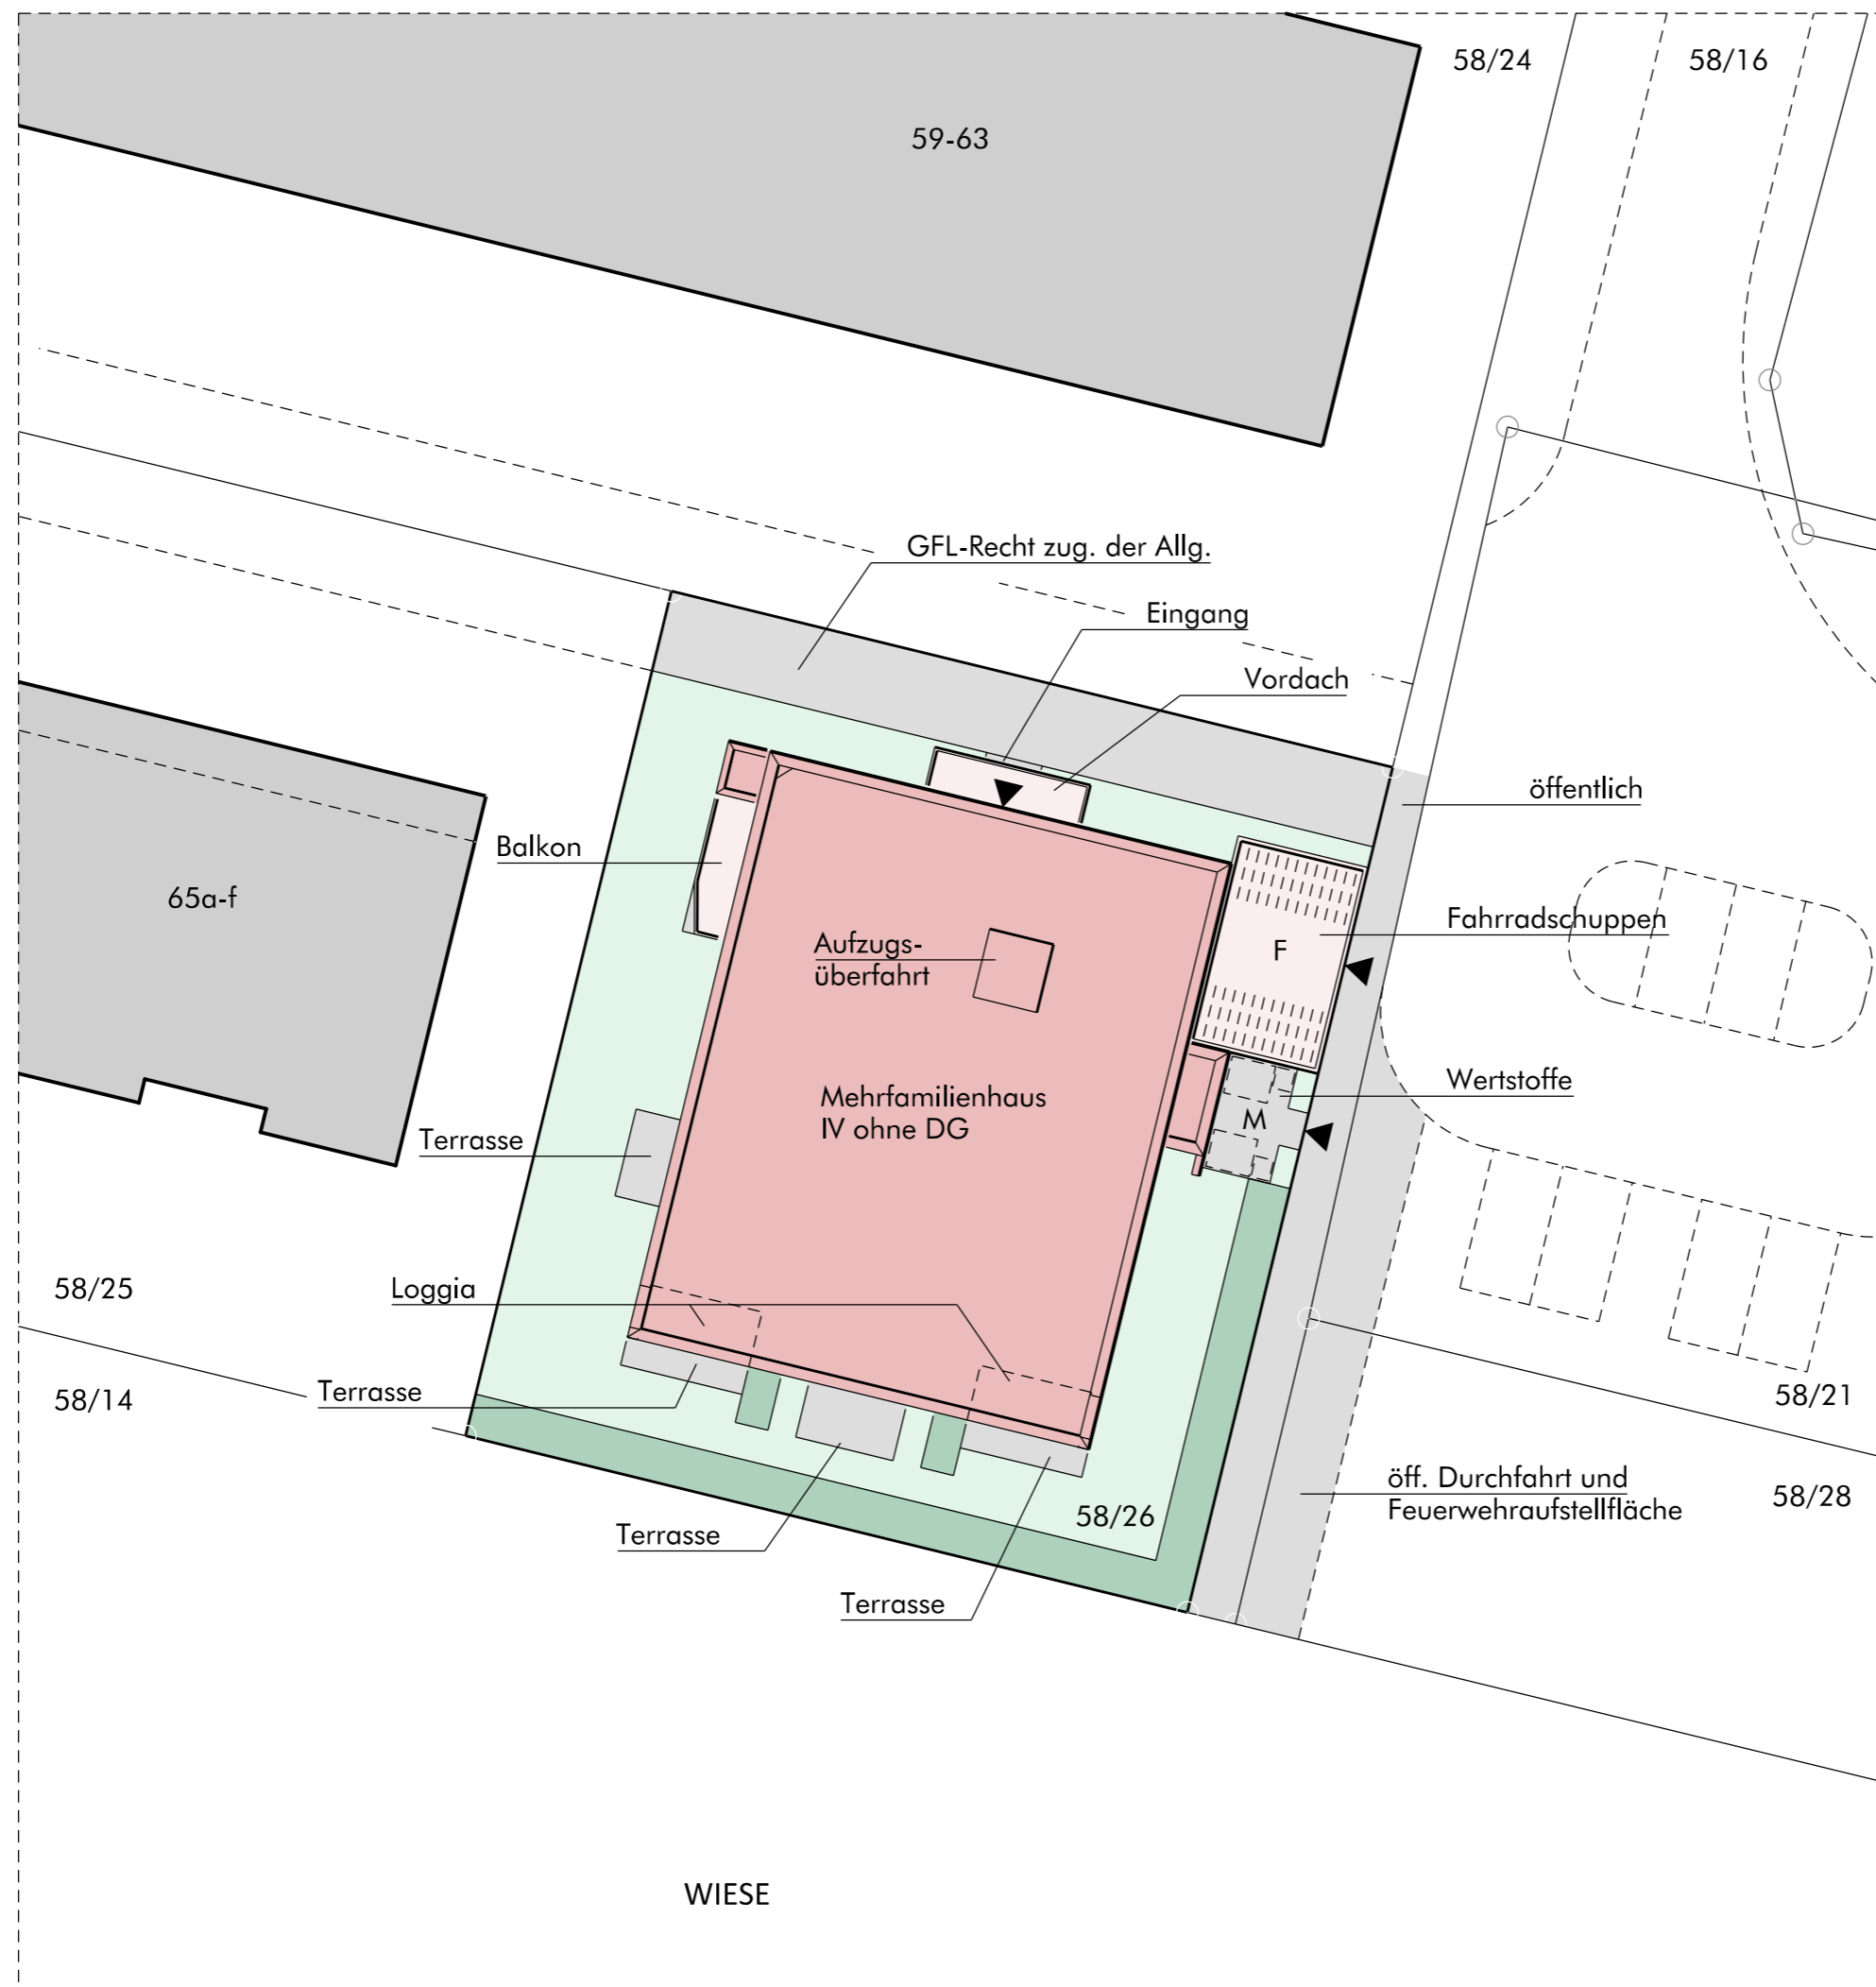 58/24
58/16
59-63
GFL-Recht zug. der Allg.
Eingang
Vordach
öffentlich
Balkon
65a-f
Fahrradschuppen
Aufzugs-
überfahrt
F
Wertstoffe
Mehrfamilienhaus
IV ohne DG
M
Terrasse
58/25
Loggia
Terrasse
58/14
58/21
öff. Durchfahrt und
Feuerwehraufstellfläche
58/28
58/26
Terrasse
Terrasse
WIESE